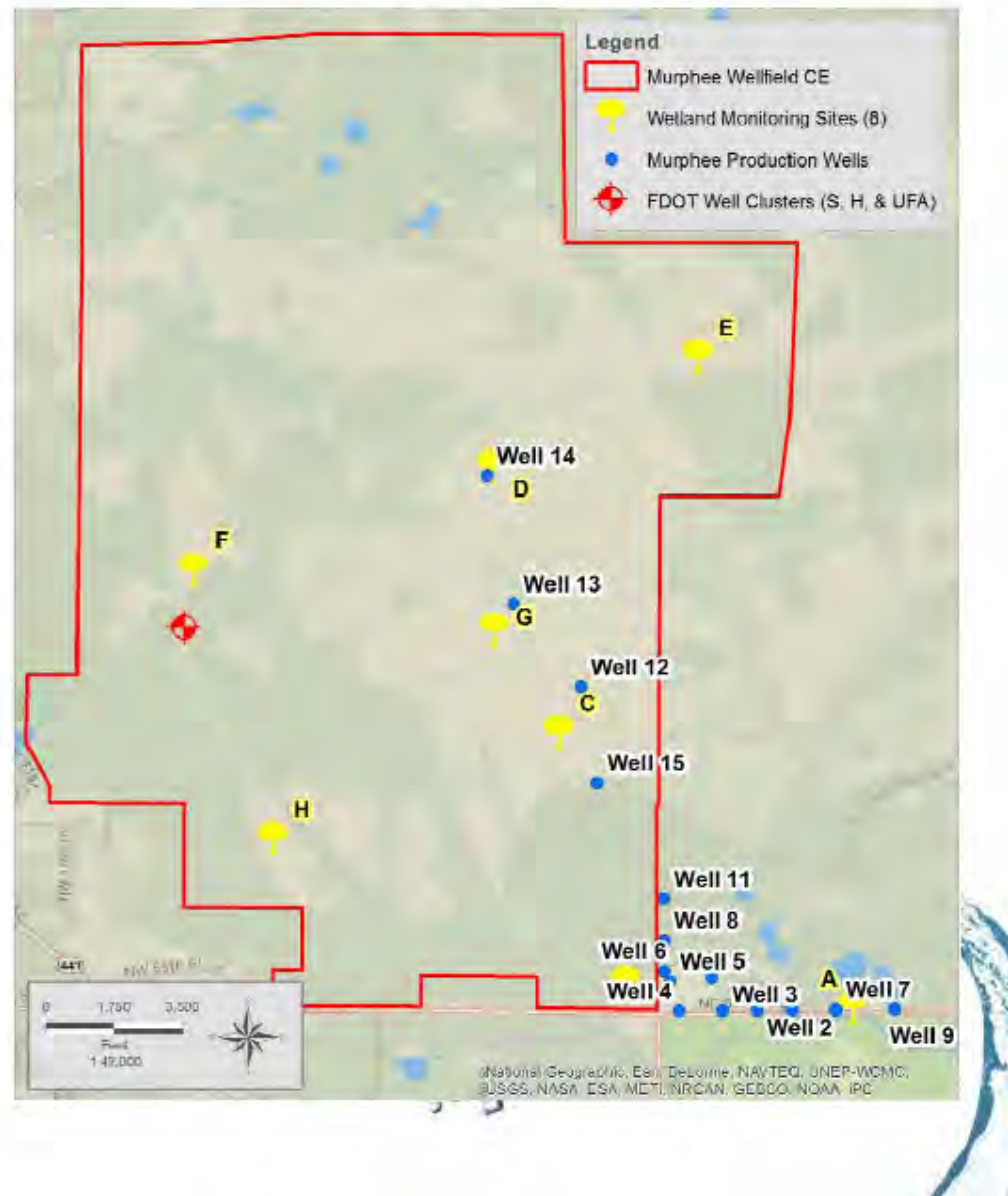 Legend
Murphee Wellfield CE
Wetland Monitoring Sites (8)
Murphee Production Wells
FDOT Well Clusters (S, H, & UFA)
E
Well 14
D
F
Well 13
G
Well 12
C
Well 15
H
Well 11
Well 8
Well 6
Well 5
Well 4
A
Well 7
Well 3
Well 2
Well 9
441
0 1,750 3,500
Feet
National Geographic, Esri, DeLorme, NAVTEQ, UNEP-WCMC,
USGS, NASA, ESA, METI, NRCAN, GEBCO, NOAA, iPC